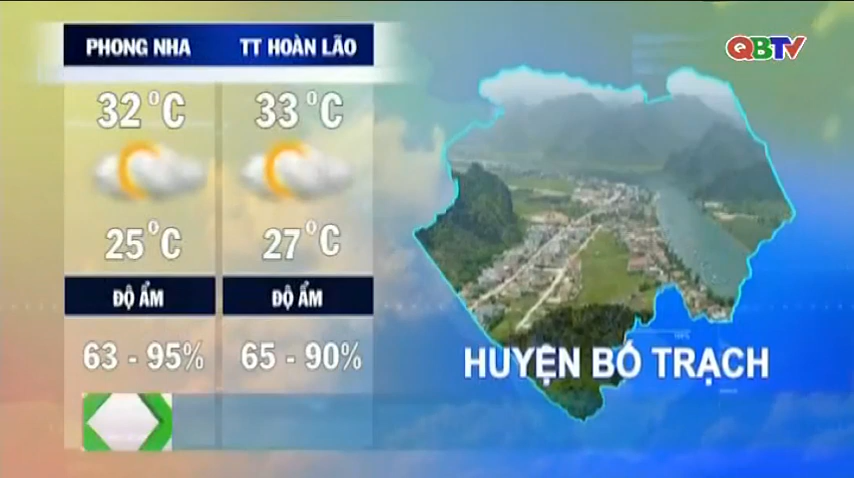 QBTV
PHONG NHA
TT HOÀN LÃO
32°C
33°C
25°C
27°C
ĐỘ ẨM
ĐỘ ẨM
63 - 95%
65 - 90%
HUYỆN BỐ TRẠCH